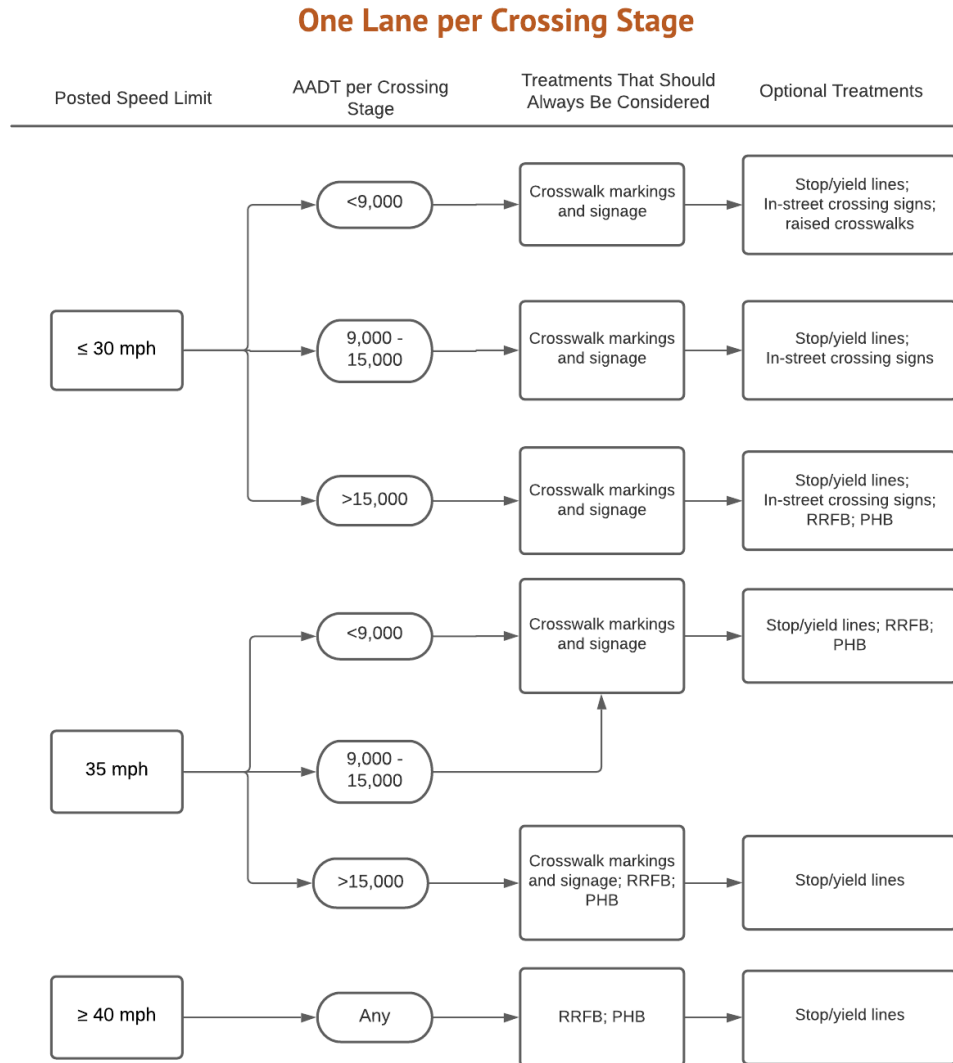 One Lane per Crossing Stage
Posted Speed Limit
AADT per Crossing
Stage
Treatments That Should
Always Be Considered
Optional Treatments
≤ 30 mph
<9,000
Crosswalk markings
and signage
Stop/yield lines;
In-street crossing signs;
raised crosswalks
9,000 -
15,000
Crosswalk markings
and signage
Stop/yield lines;
In-street crossing signs
>15,000
Crosswalk markings
and signage
Stop/yield lines;
In-street crossing signs;
RRFB; PHB
35 mph
<9,000
Crosswalk markings
and signage
Stop/yield lines; RRFB;
PHB
9,000 -
15,000
>15,000
Crosswalk markings
and signage; RRFB;
PHB
Stop/yield lines
≥ 40 mph
Any
RRFB; PHB
Stop/yield lines